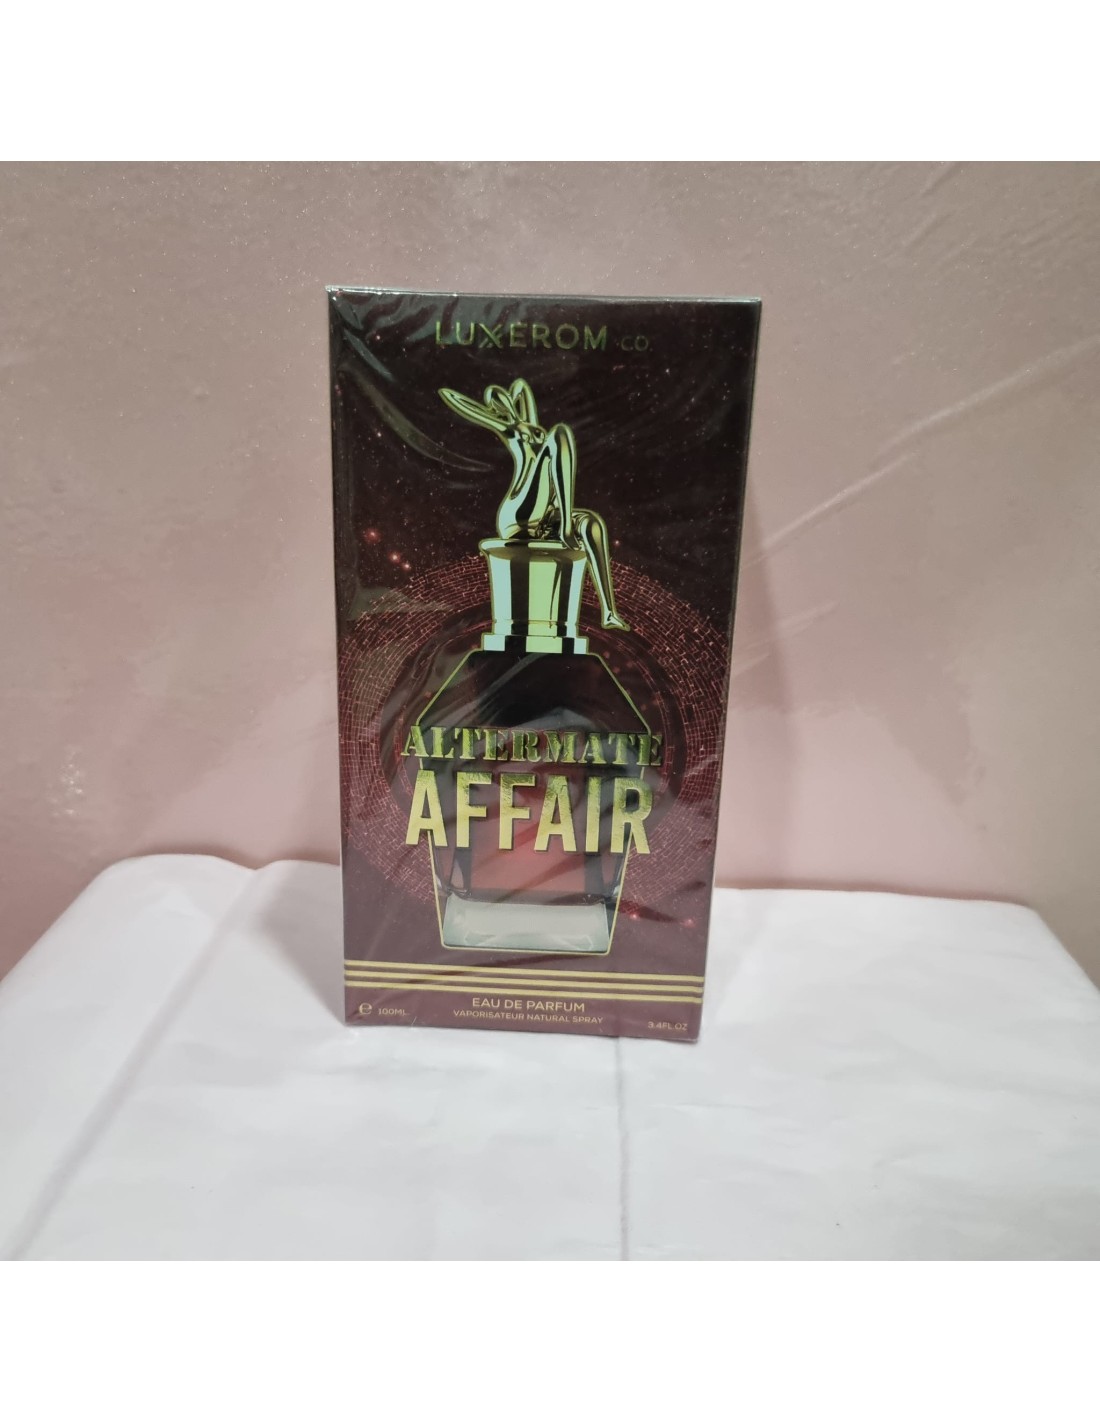 LUXEROM CO.
ALTERMATE
AFFAIR
EAU DE PARFUM
VAPORISATEUR NATURAL SPRAY
℮ 100ML
3.4FL OZ